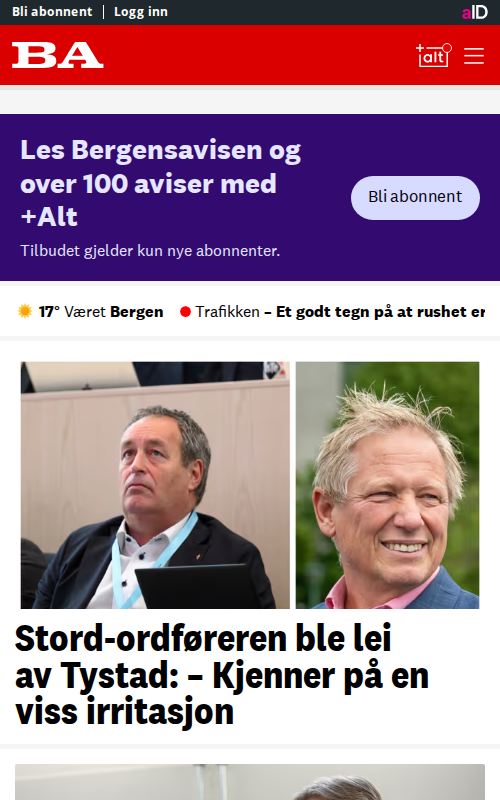 Bli abonnent | Logg inn
aID
BA
+alt
Les Bergensavisen og
over 100 aviser med
+Alt
Bli abonnent
Tilbudet gjelder kun nye abonnenter.
17° Været Bergen
Trafikken – Et godt tegn på at rushet er
Stord-ordføreren ble lei
av Tystad: – Kjenner på en
viss irritasjon